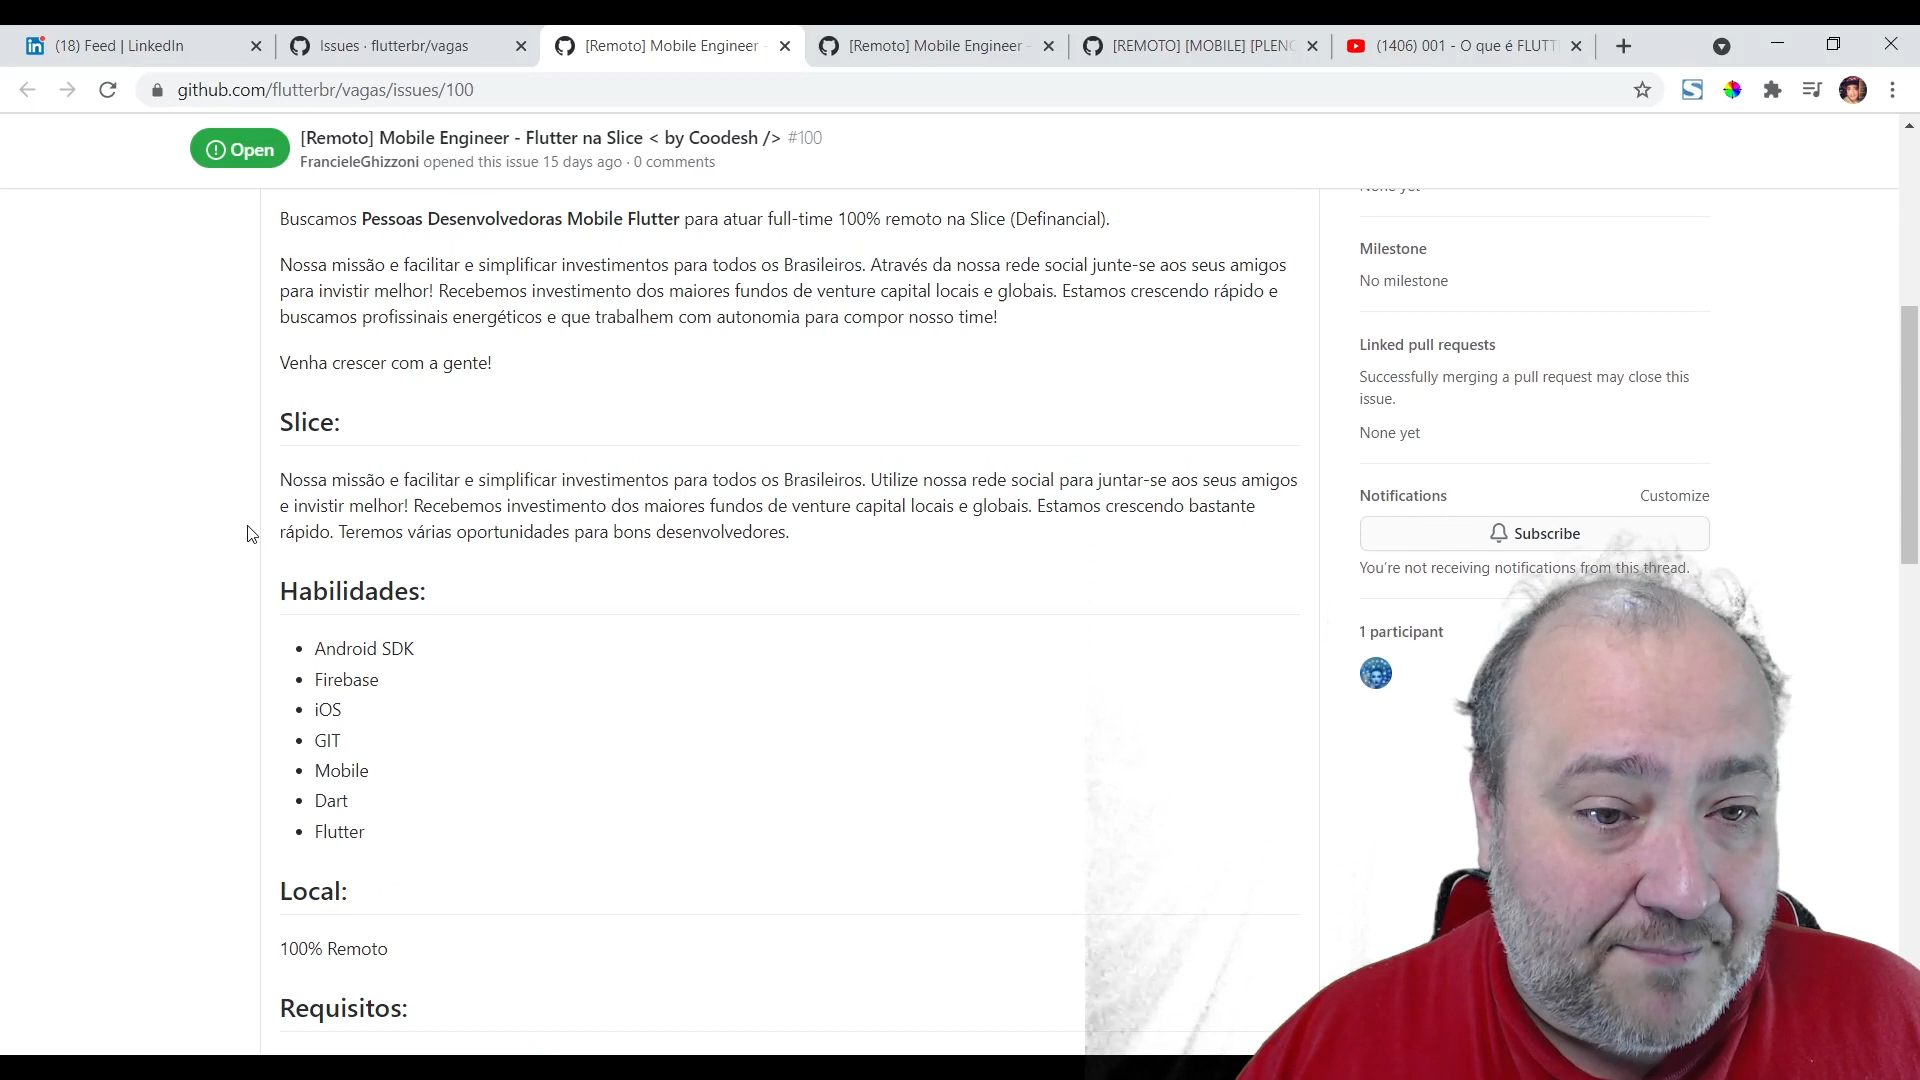 (18) Feed | LinkedIn
Issues · flutterbr/vagas
[Remoto] Mobile Engineer -
[Remoto] Mobile Engineer -
[REMOTO] [MOBILE] [PLENO
(1406) 001 - O que é FLUTT
github.com/flutterbr/vagas/issues/100
Open
[Remoto] Mobile Engineer - Flutter na Slice < by Coodesh /> #100
FrancieleGhizzoni opened this issue 15 days ago · 0 comments
Buscamos Pessoas Desenvolvedoras Mobile Flutter para atuar full-time 100% remoto na Slice (Definancial).
Nossa missão e facilitar e simplificar investimentos para todos os Brasileiros. Através da nossa rede social junte-se aos seus amigos
para invistir melhor! Recebemos investimento dos maiores fundos de venture capital locais e globais. Estamos crescendo rápido e
buscamos profissinais energéticos e que trabalhem com autonomia para compor nosso time!
Venha crescer com a gente!
Slice:
Nossa missão e facilitar e simplificar investimentos para todos os Brasileiros. Utilize nossa rede social para juntar-se aos seus amigos
e invistir melhor! Recebemos investimento dos maiores fundos de venture capital locais e globais. Estamos crescendo bastante
rápido. Teremos várias oportunidades para bons desenvolvedores.
Habilidades:
Android SDK
Firebase
iOS
GIT
Mobile
Dart
Flutter
Local:
100% Remoto
Requisitos:
None yet
Milestone
No milestone
Linked pull requests
Successfully merging a pull request may close this
issue.
None yet
Notifications
Customize
Subscribe
You're not receiving notifications from this thread.
1 participant